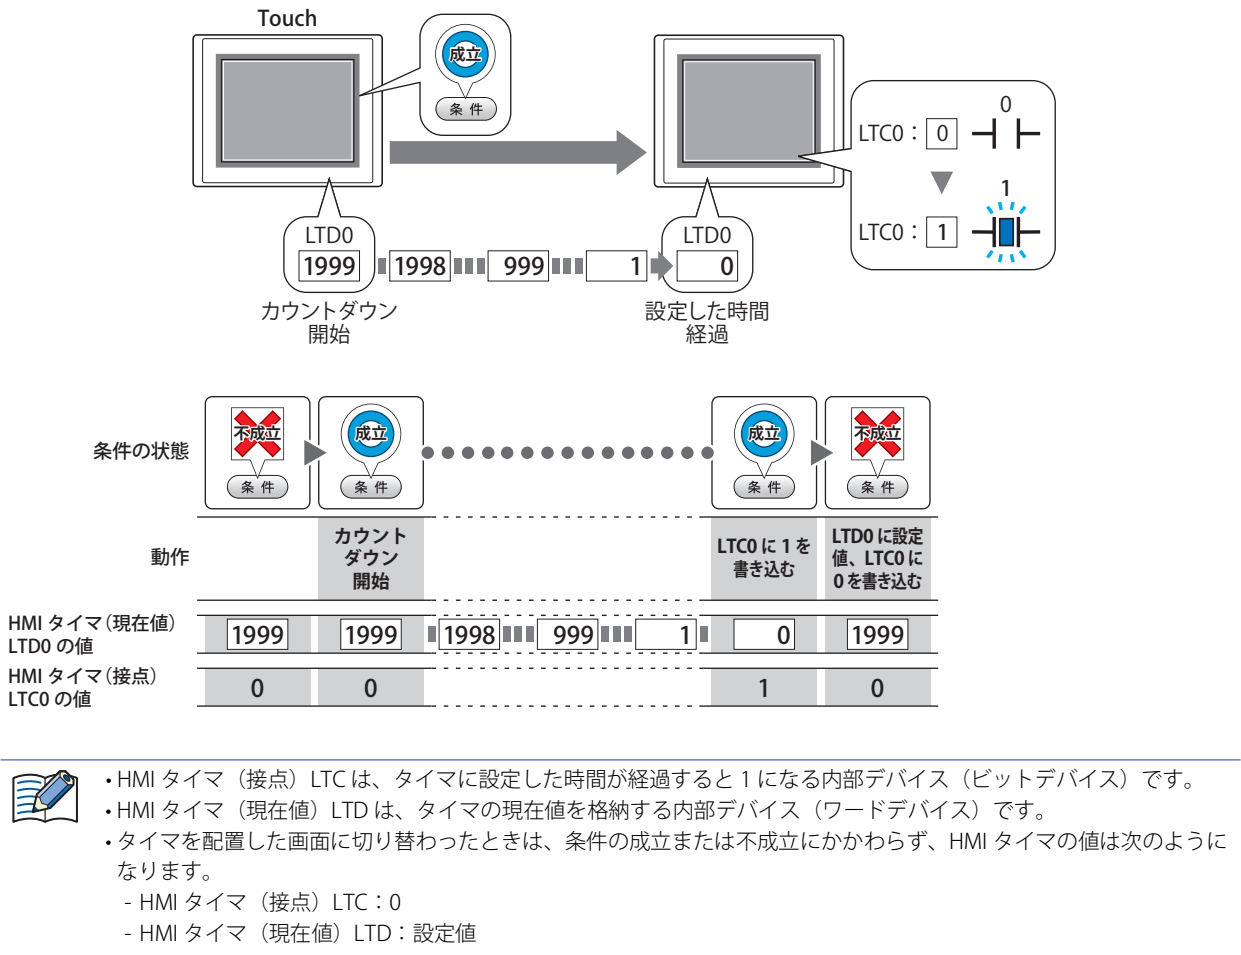 Touch
成立
条 件
0
LTC0： 0
1
LTC0： 1
LTD0
LTD0
1999 1998 999 1 0
カウントダウン
開始
設定した時間
経過
条件の状態
不成立 成立 成立 不成立
条 件 条 件 条 件 条 件
動作
カウント
ダウン
開始
LTC0 に 1 を
書き込む
LTD0 に設定
値、LTC0 に
0 を書き込む
HMI タイマ（現在値）
LTD0 の値
1999 1999 1998 999 1 0 1999
HMI タイマ（接点）
LTC0 の値
0 0 1 0
• HMI タイマ（接点）LTC は、タイマに設定した時間が経過すると 1 になる内部デバイス（ビットデバイス）です。
• HMI タイマ（現在値）LTD は、タイマの現在値を格納する内部デバイス（ワードデバイス）です。
• タイマを配置した画面に切り替わったときは、条件の成立または不成立にかかわらず、HMI タイマの値は次のように
なります。
- HMI タイマ（接点）LTC：0
- HMI タイマ（現在値）LTD：設定値